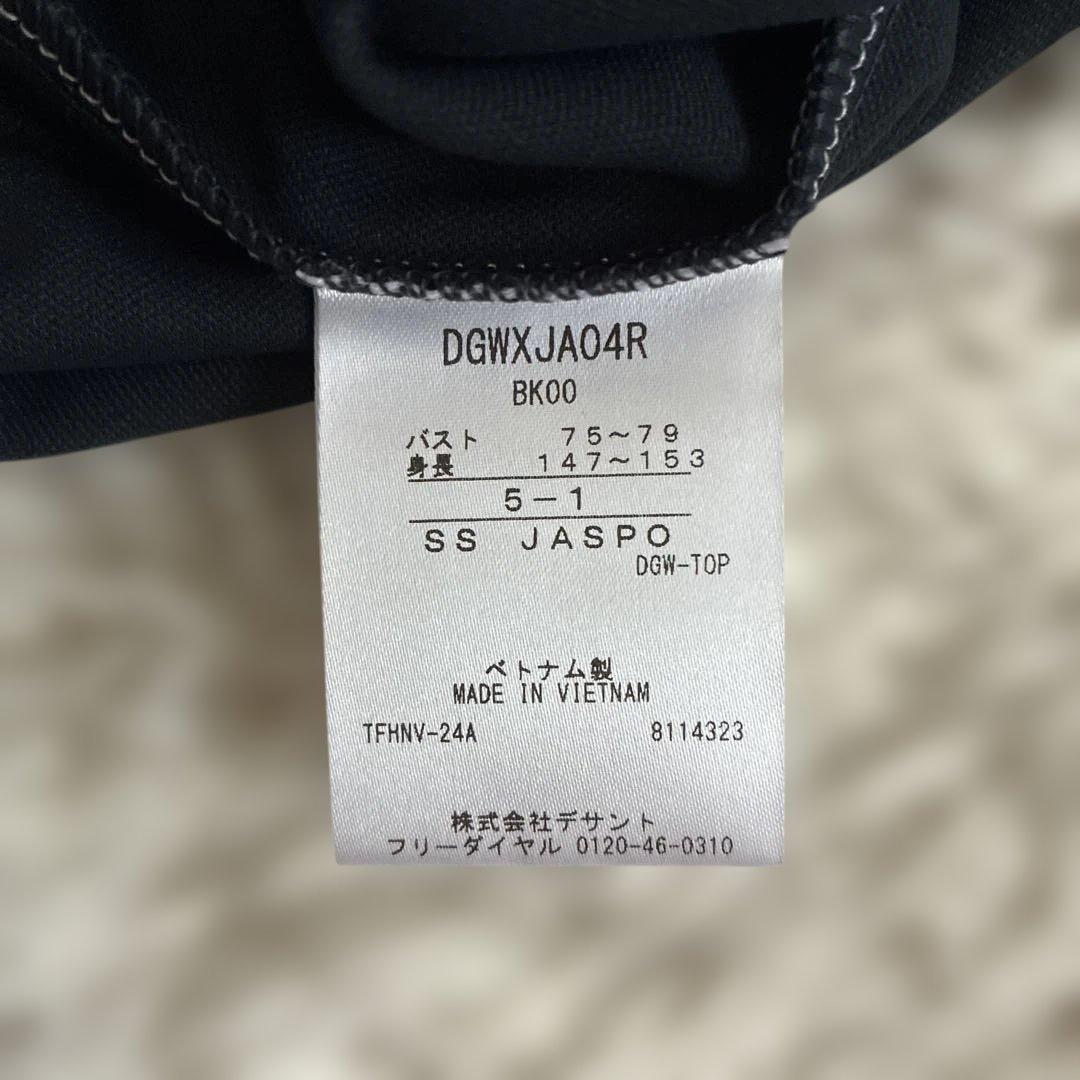 DGWXJA04R
BK00
バスト 75～79
身長 147～153
5－1
SS JASPO
DGW-TOP
ベトナム製
MADE IN VIETNAM
TFHNV-24A 8114323
株式会社デサント
フリーダイヤル 0120-46-0310